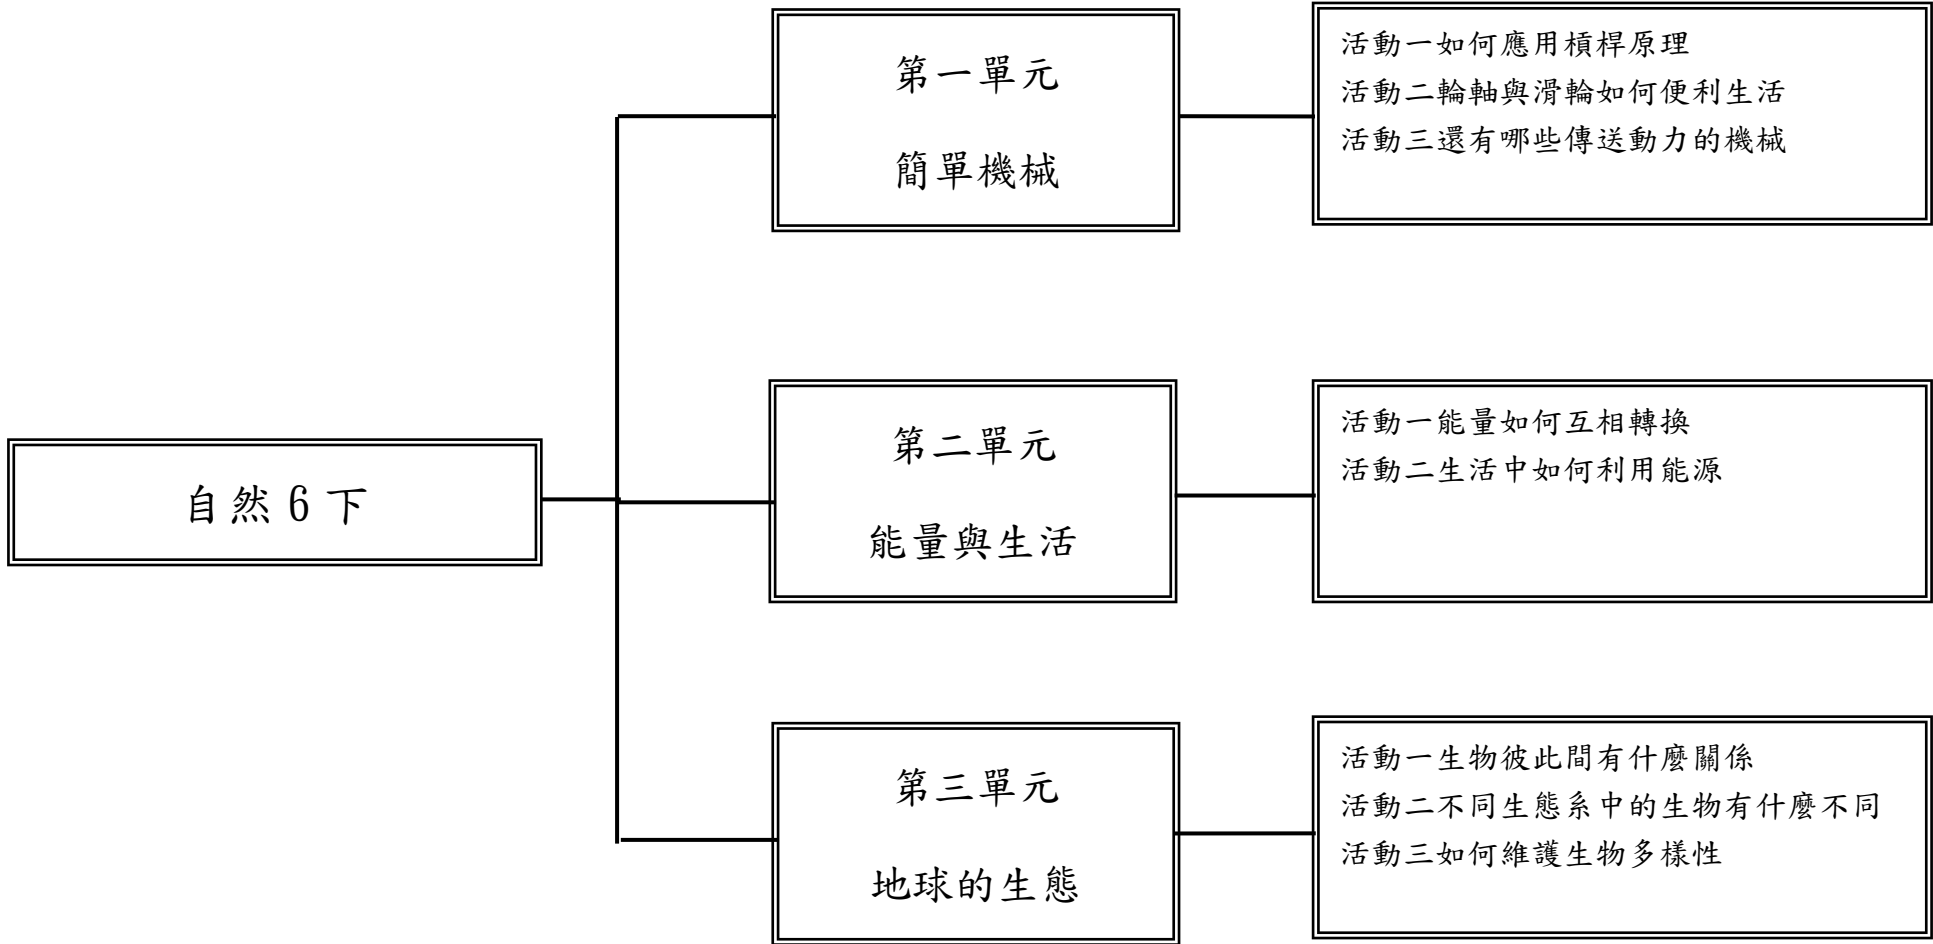 自然6下
第一單元
簡單機械
活動一如何應用槓桿原理
活動二輪軸與滑輪如何便利生活
活動三還有哪些傳送動力的機械
第二單元
能量與生活
活動一能量如何互相轉換
活動二生活中如何利用能源
第三單元
地球的生態
活動一生物彼此間有什麼關係
活動二不同生態系中的生物有什麼不同
活動三如何維護生物多樣性